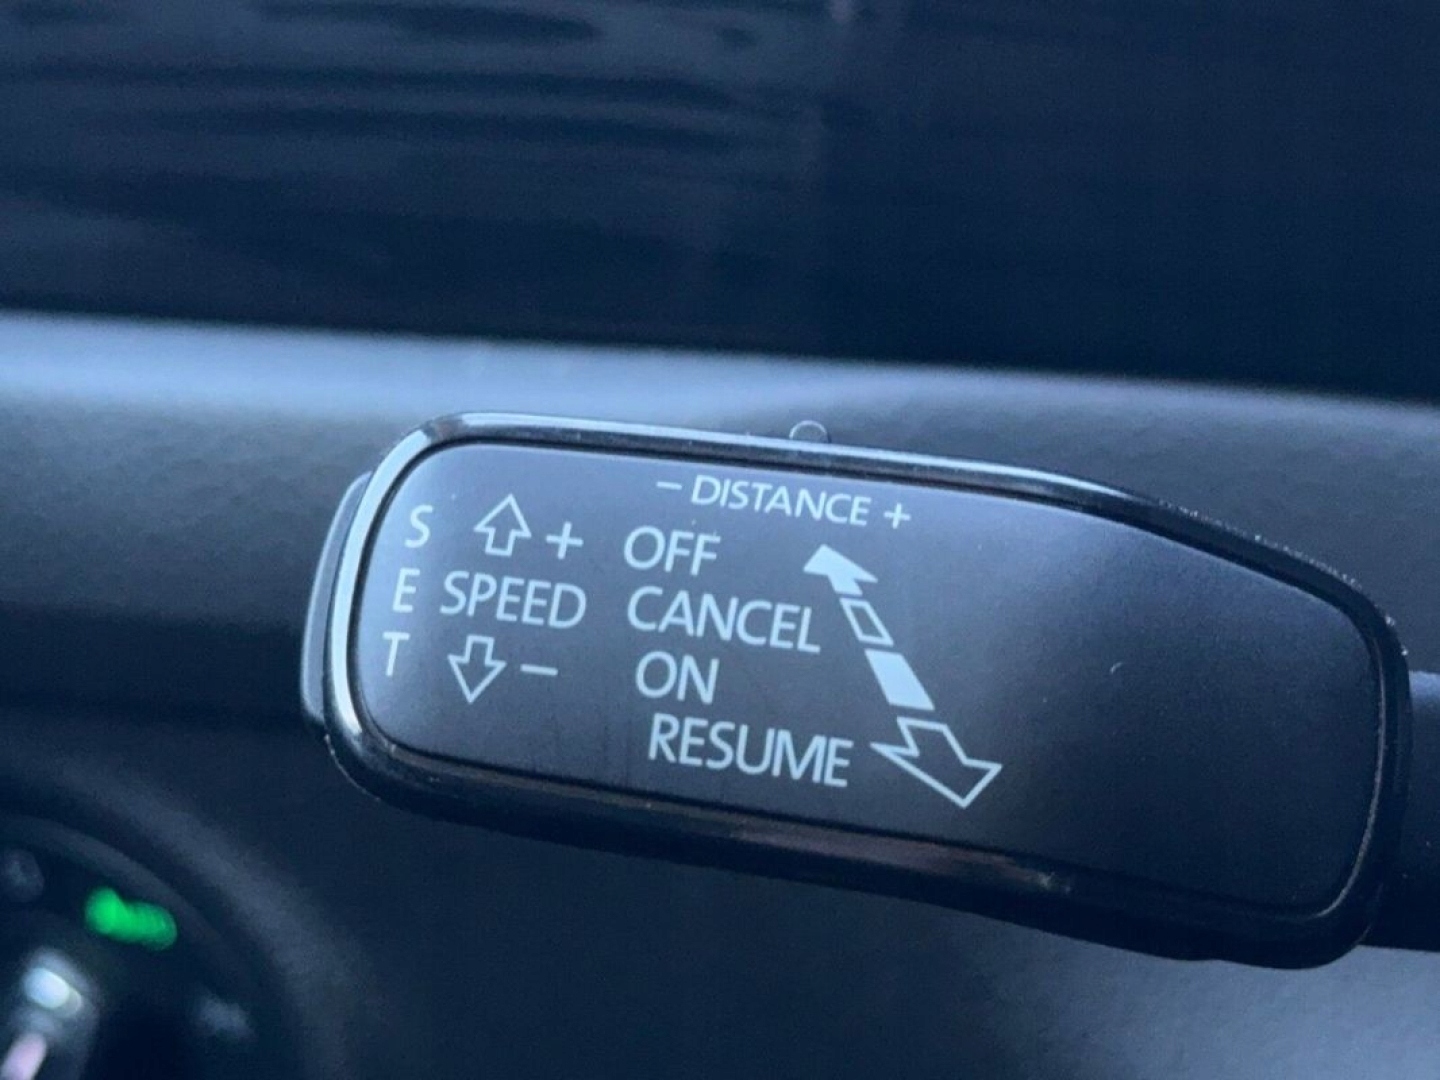 − DISTANCE +
S + OFF
E SPEED CANCEL
T − ON
RESUME